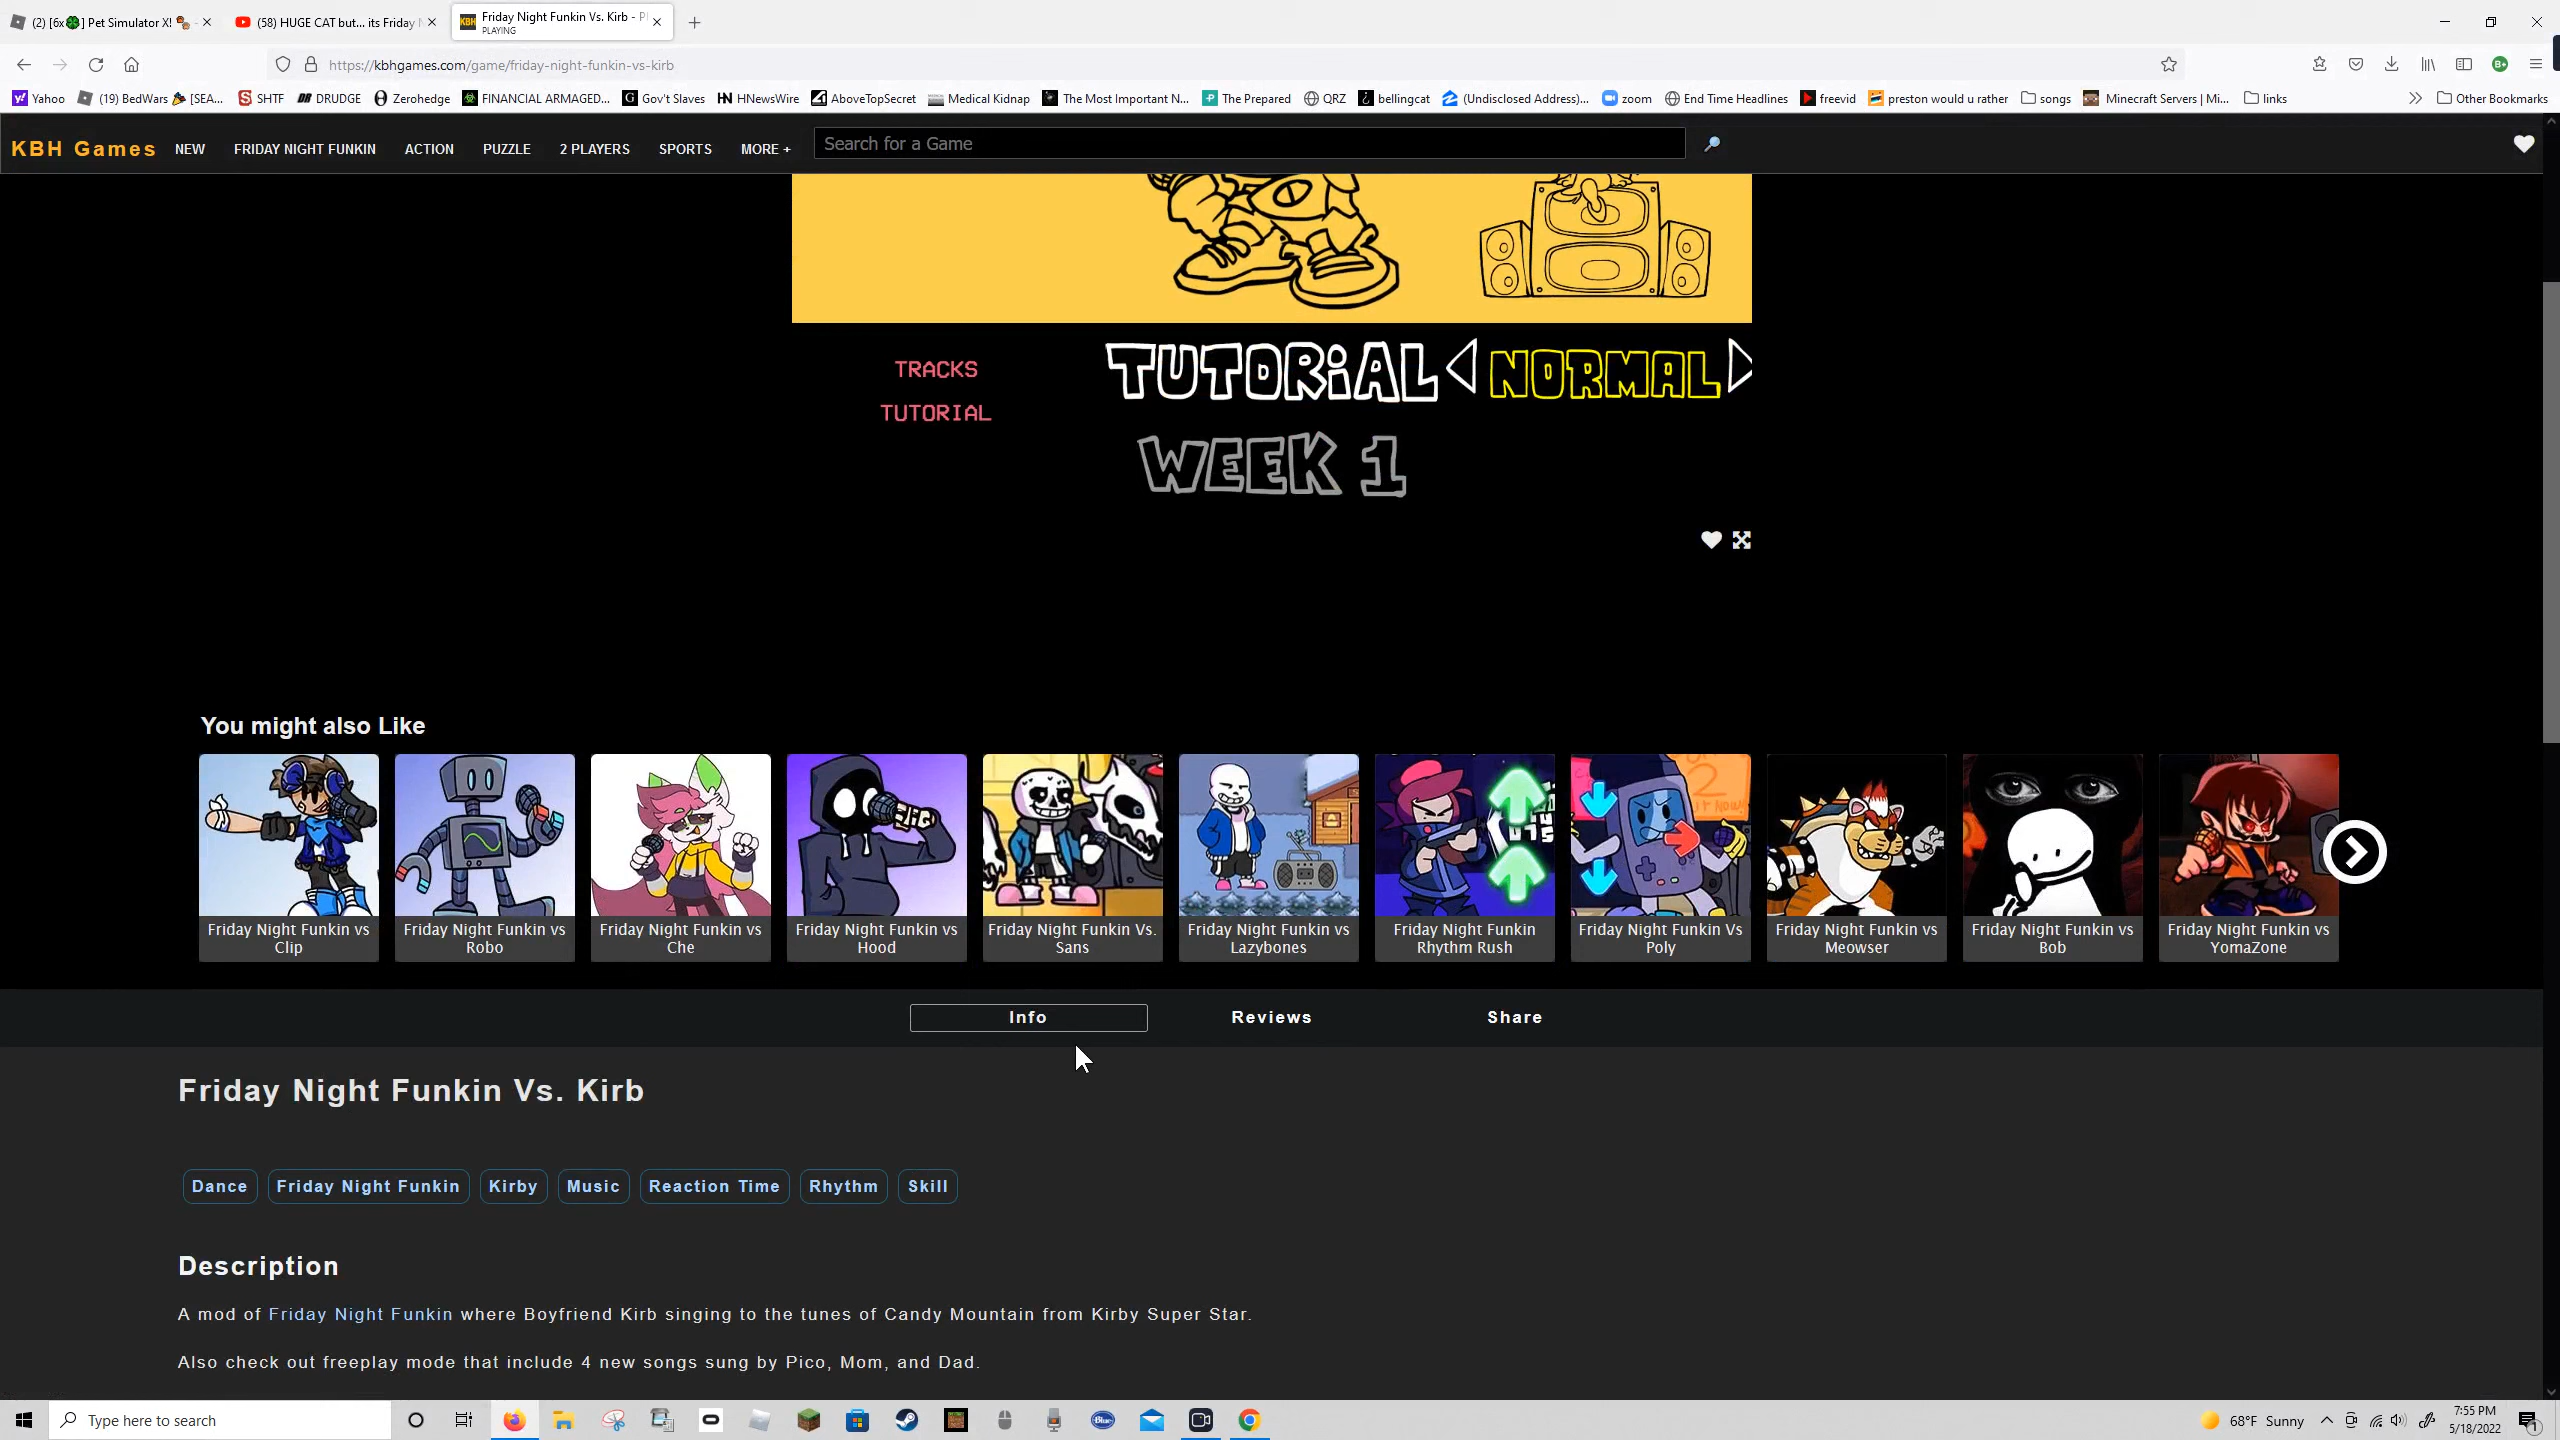 (2) [6x🍀] Pet Simulator X! (58) HUGE CAT but... its Friday N Friday Night Funkin Vs. Kirb - P
PLAYING
https://kbhgames.com/game/friday-night-funkin-vs-kirb
Yahoo (19) BedWars [SEA... SHTF DRUDGE Zerohedge FINANCIAL ARMAGED... Gov't Slaves HNewsWire AboveTopSecret Medical Kidnap The Most Important N... The Prepared QRZ bellingcat (Undisclosed Address)... zoom End Time Headlines freevid preston would u rather songs Minecraft Servers | Mi... links Other Bookmarks
KBH Games NEW FRIDAY NIGHT FUNKIN ACTION PUZZLE 2 PLAYERS SPORTS MORE + Search for a Game
TRACKS TUTORIAL NORMAL
TUTORIAL
WEEK 1
You might also Like
Friday Night Funkin vs Clip
Friday Night Funkin vs Robo
Friday Night Funkin vs Che
Friday Night Funkin vs Hood
Friday Night Funkin Vs. Sans
Friday Night Funkin vs Lazybones
Friday Night Funkin Rhythm Rush
Friday Night Funkin Vs Poly
Friday Night Funkin vs Meowser
Friday Night Funkin vs Bob
Friday Night Funkin vs YomaZone
Info Reviews Share
Friday Night Funkin Vs. Kirb
Dance Friday Night Funkin Kirby Music Reaction Time Rhythm Skill
Description
A mod of Friday Night Funkin where Boyfriend Kirb singing to the tunes of Candy Mountain from Kirby Super Star.
Also check out freeplay mode that include 4 new songs sung by Pico, Mom, and Dad.
Type here to search 68°F Sunny 7:55 PM
5/18/2022